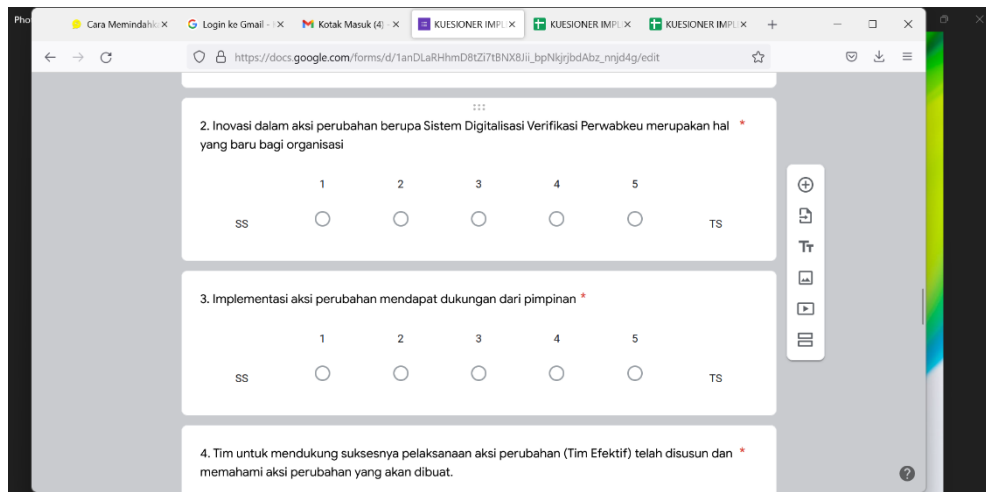 Pho
Cara Memindahkc
Login ke Gmail -
Kotak Masuk (4) -
KUESIONER IMPL
KUESIONER IMPL
KUESIONER IMPL
https://docs.google.com/forms/d/1anDLaRHhmD8tZi7tBNX8Jii_bpNkjrjbdAbz_nnjd4g/edit
2. Inovasi dalam aksi perubahan berupa Sistem Digitalisasi Verifikasi Perwabkeu merupakan hal *
yang baru bagi organisasi
1 2 3 4 5
SS TS
3. Implementasi aksi perubahan mendapat dukungan dari pimpinan *
1 2 3 4 5
SS TS
4. Tim untuk mendukung suksesnya pelaksanaan aksi perubahan (Tim Efektif) telah disusun dan *
memahami aksi perubahan yang akan dibuat.